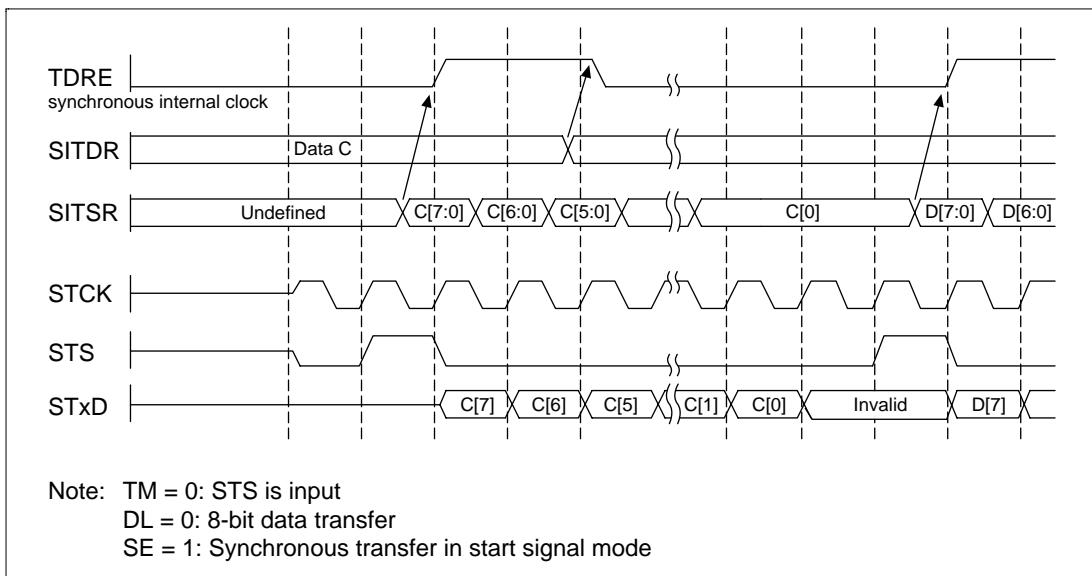 TDRE
synchronous internal clock
SITDR Data C
SITSR Undefined C[7:0] C[6:0] C[5:0] C[0] D[7:0] D[6:0]
STCK
STS
STxD C[7] C[6] C[5] C[1] C[0] Invalid D[7]
Note: TM = 0: STS is input
DL = 0: 8-bit data transfer
SE = 1: Synchronous transfer in start signal mode